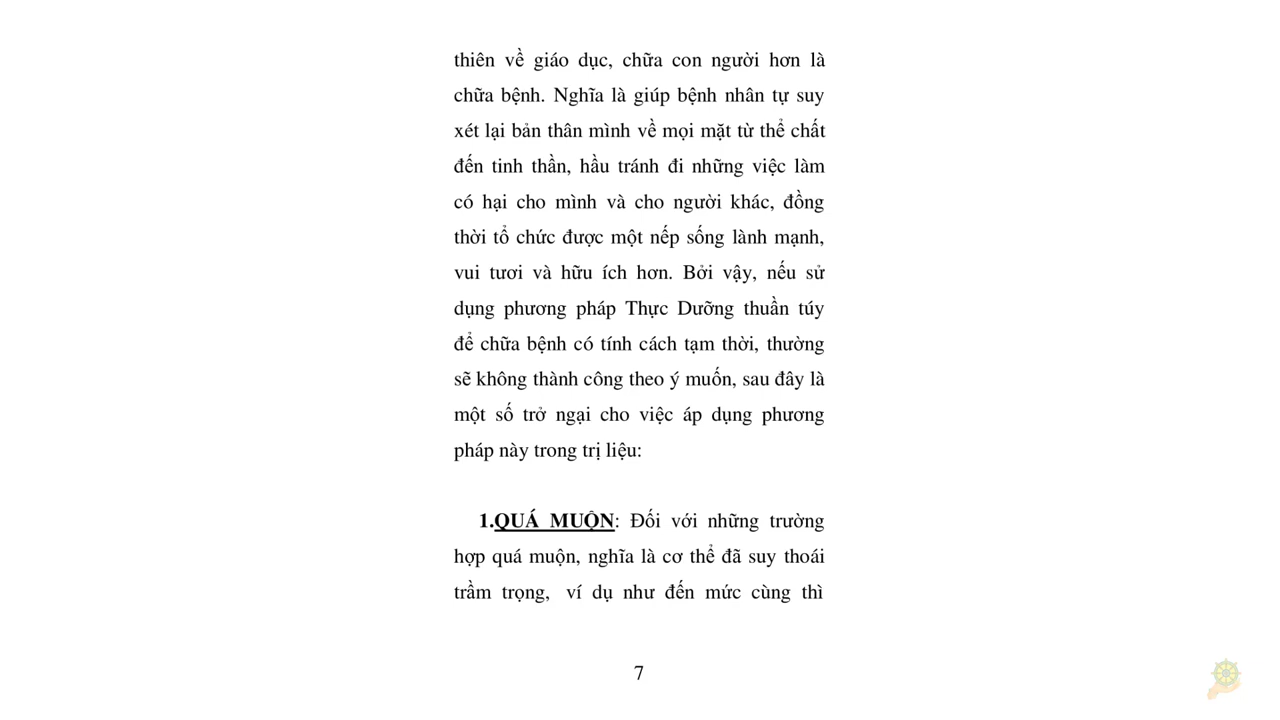 thiên về giáo dục, chữa con người hơn là
chữa bệnh. Nghĩa là giúp bệnh nhân tự suy
xét lại bản thân mình về mọi mặt từ thể chất
đến tinh thần, hầu tránh đi những việc làm
có hại cho mình và cho người khác, đồng
thời tổ chức được một nếp sống lành mạnh,
vui tươi và hữu ích hơn. Bởi vậy, nếu sử
dụng phương pháp Thực Dưỡng thuần túy
để chữa bệnh có tính cách tạm thời, thường
sẽ không thành công theo ý muốn, sau đây là
một số trở ngại cho việc áp dụng phương
pháp này trong trị liệu:
1.QUÁ MUỘN: Đối với những trường
hợp quá muộn, nghĩa là cơ thể đã suy thoái
trầm trọng, ví dụ như đến mức cùng thì
7